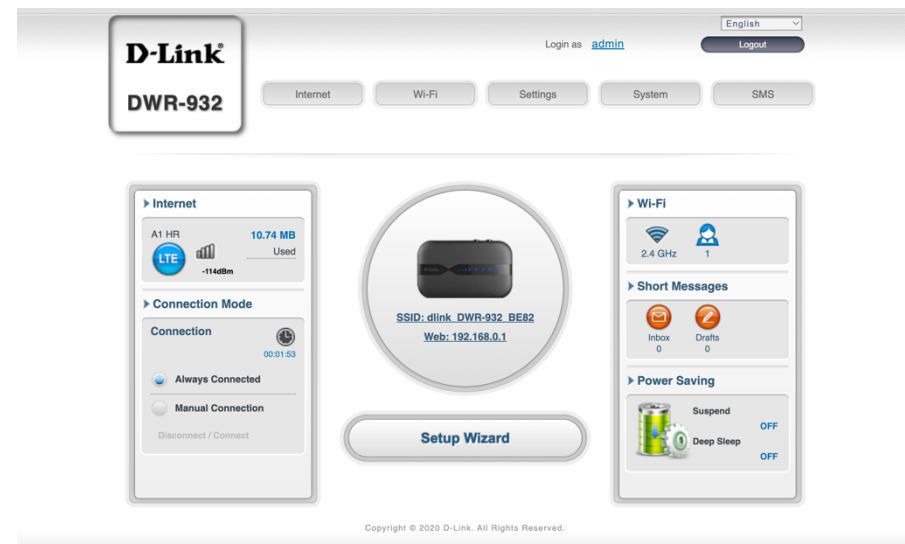 English
Login as admin
Logout
D-Link
DWR-932
Internet
Wi-Fi
Settings
System
SMS
Internet
A1 HR
10.74 MB
Used
LTE
-114dBm
Connection Mode
Connection
00:01:53
Always Connected
Manual Connection
Disconnect / Connect
SSID: dlink_DWR-932_BE82
Web: 192.168.0.1
Setup Wizard
Wi-Fi
2.4 GHz
1
Short Messages
Inbox
0
Drafts
0
Power Saving
Suspend
OFF
Deep Sleep
OFF
Copyright © 2020 D-Link. All Rights Reserved.